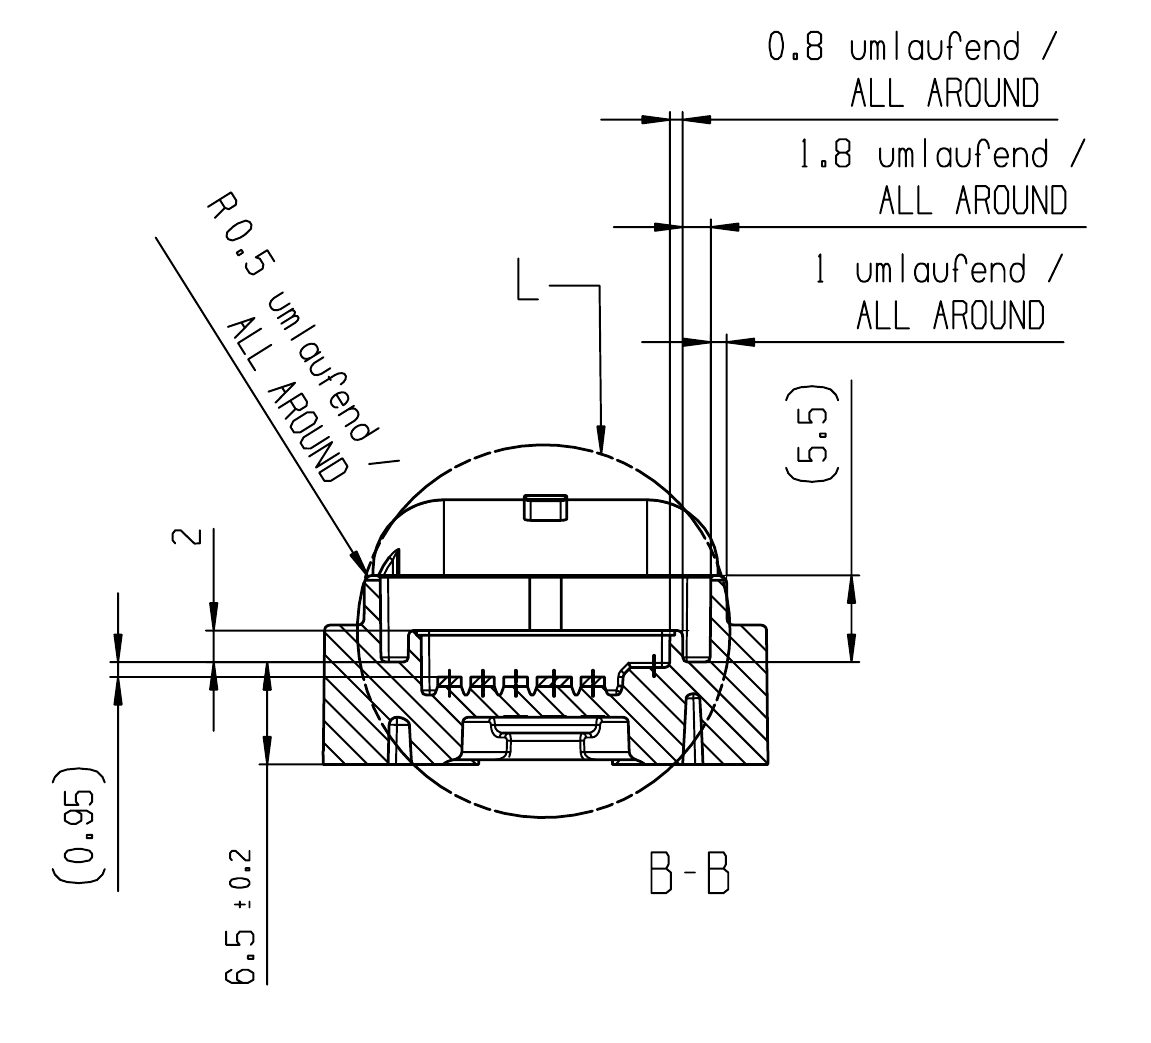 0.8 umlaufend /
ALL AROUND
1.8 umlaufend /
ALL AROUND
1 umlaufend /
ALL AROUND
R0.5 umlaufend /
ALL AROUND
L
(5.5)
2
(0.95)
6.5 ±0.2
B-B